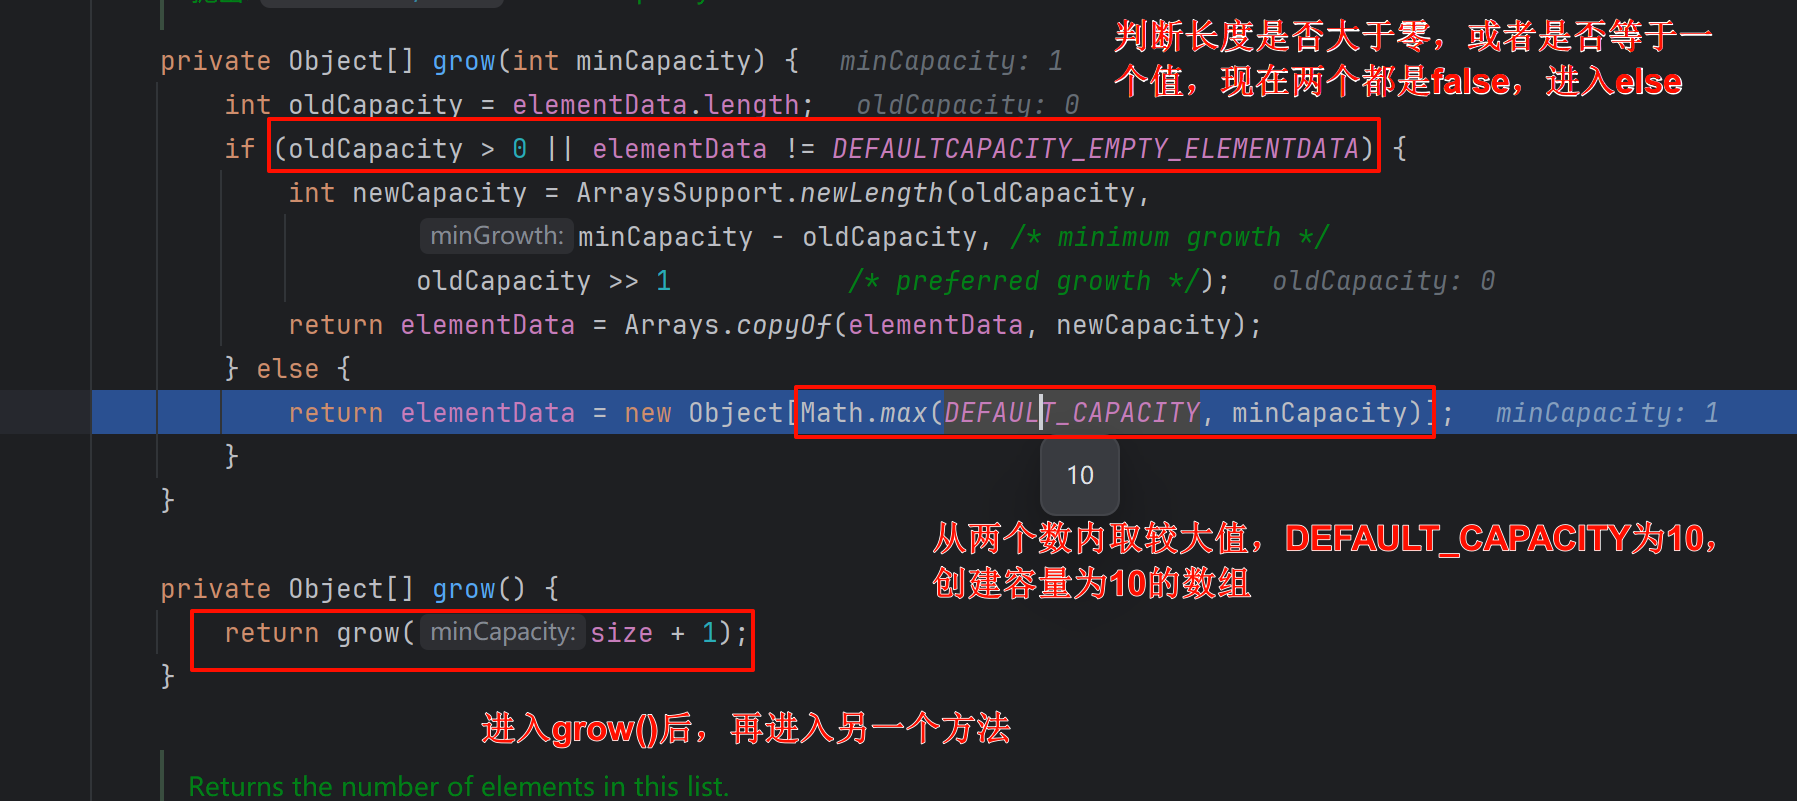 判断长度是否大于零，或者是否等于一
private Object[] grow(int minCapacity) {   minCapacity: 1
个值，现在两个都是false，进入else
int oldCapacity = elementData.length;   oldCapacity: 0
if (oldCapacity > 0 || elementData != DEFAULTCAPACITY_EMPTY_ELEMENTDATA) {
int newCapacity = ArraysSupport.newLength(oldCapacity,
minGrowth: minCapacity - oldCapacity, /* minimum growth */
oldCapacity >> 1           /* preferred growth */);   oldCapacity: 0
return elementData = Arrays.copyOf(elementData, newCapacity);
} else {
return elementData = new Object[Math.max(DEFAULT_CAPACITY, minCapacity)];   minCapacity: 1
}
10
}
从两个数内取较大值，DEFAULT_CAPACITY为10，
创建容量为10的数组
private Object[] grow() {
return grow( minCapacity: size + 1);
}
进入grow()后，再进入另一个方法
Returns the number of elements in this list.